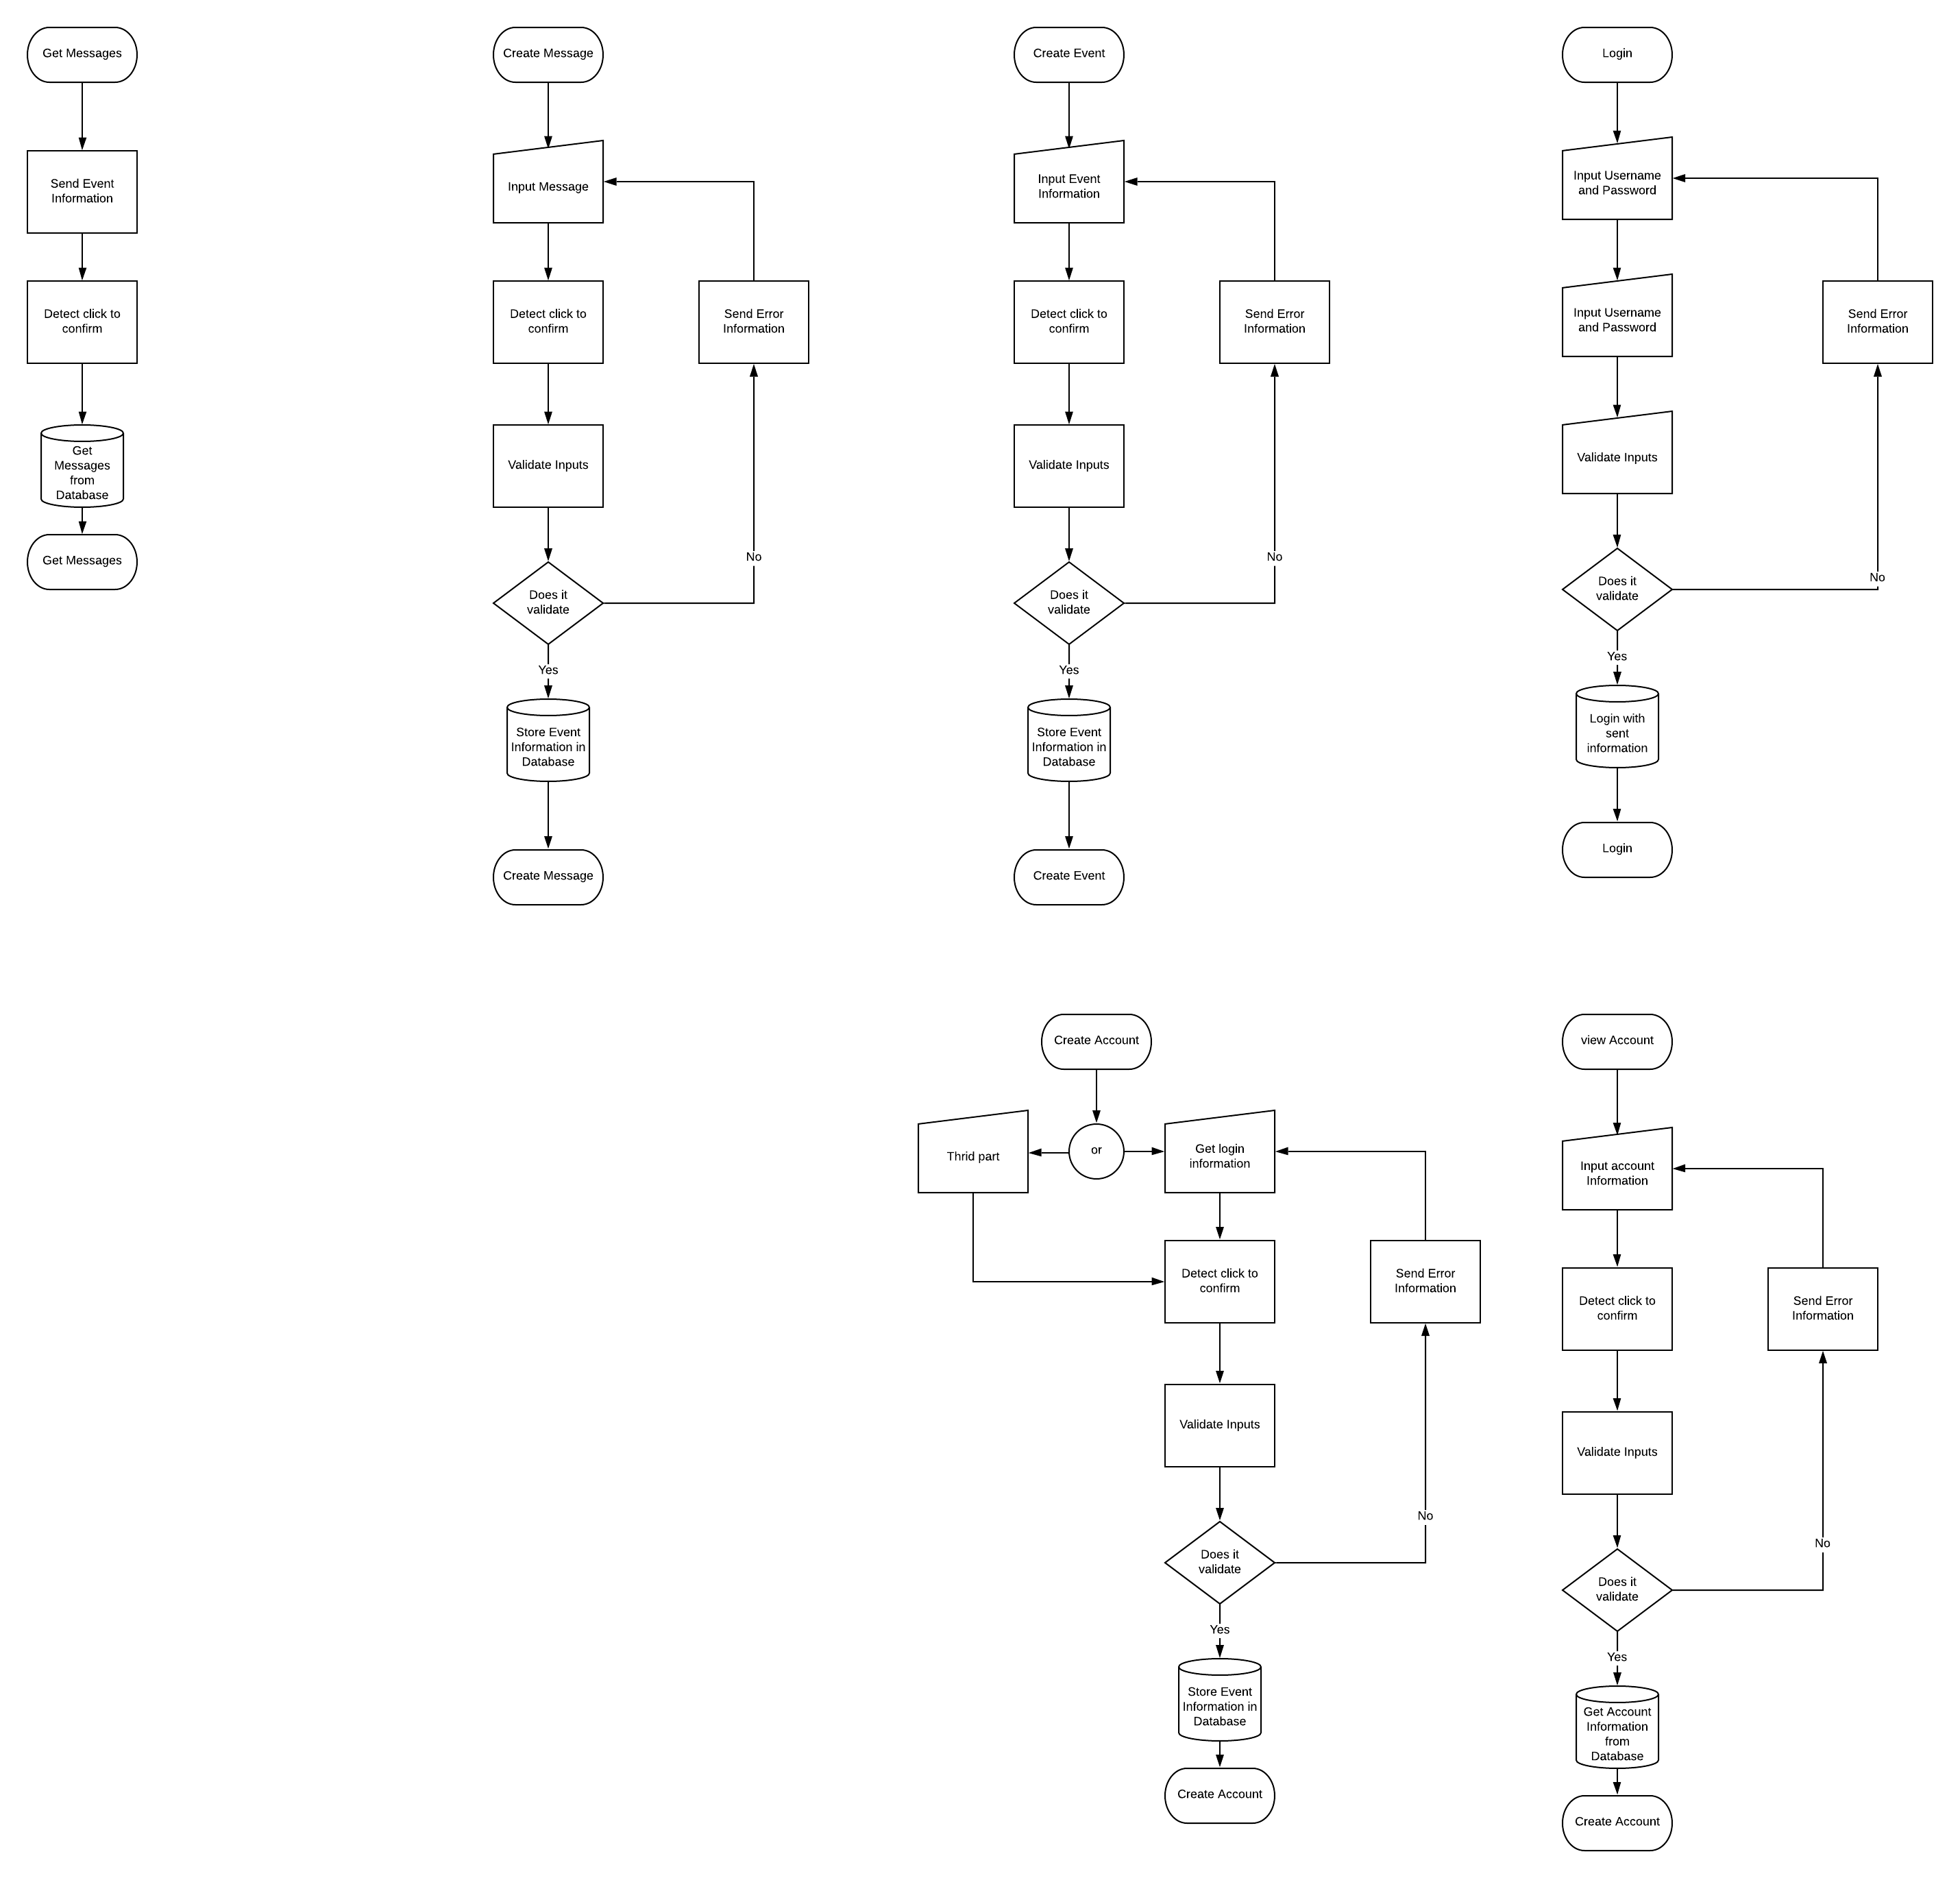 Get Messages
Send Event
Information
Detect click to
confirm
Get
Messages
from
Database
Get Messages
Create Message
Input Message
Detect click to
confirm
Send Error
Information
Validate Inputs
No
Does it
validate
Yes
Store Event
Information in
Database
Create Message
Create Event
Input Event
Information
Detect click to
confirm
Send Error
Information
Validate Inputs
No
Does it
validate
Yes
Store Event
Information in
Database
Create Event
Login
Input Username
and Password
Input Username
and Password
Send Error
Information
Validate Inputs
No
Does it
validate
Yes
Login with
sent
information
Login
Create Account
Thrid part
or
Get login
information
Detect click to
confirm
Send Error
Information
Validate Inputs
No
Does it
validate
Yes
Store Event
Information in
Database
Create Account
view Account
Input account
Information
Detect click to
confirm
Send Error
Information
Validate Inputs
No
Does it
validate
Yes
Get Account
Information
from
Database
Create Account